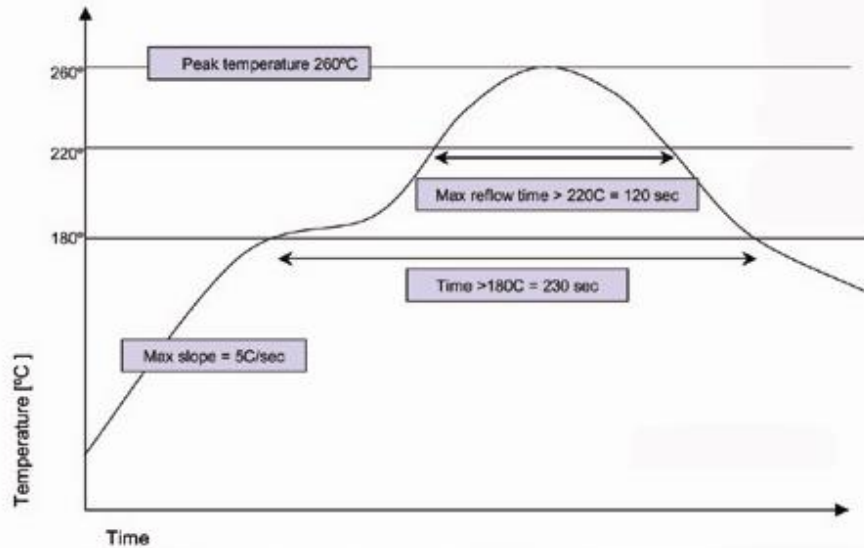 Peak temperature 260ºC
260º
220º
Max reflow time > 220C = 120 sec
180º
Time >180C = 230 sec
Max slope = 5C/sec
Temperature [ºC]
Time